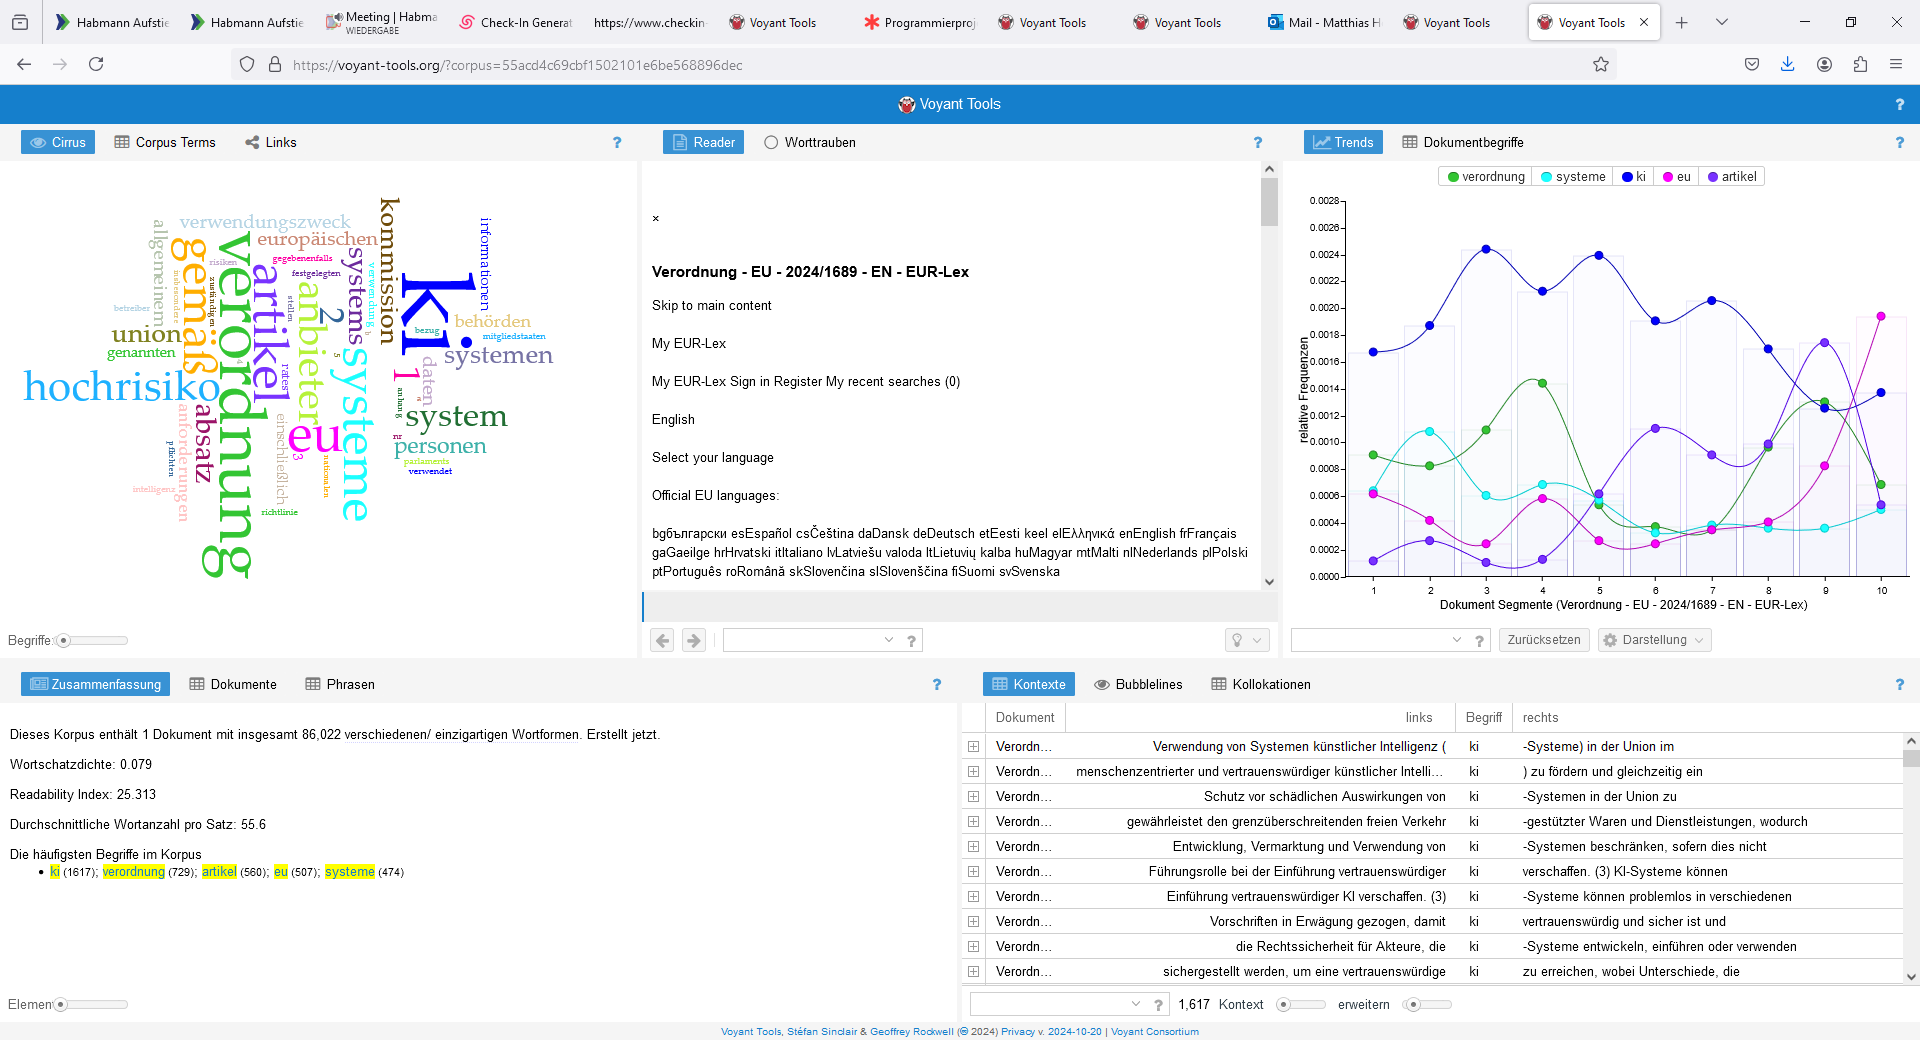 Habmann Aufstie
Habmann Aufstie
Meeting | Habma
WIEDERGABE
Check-In Generat
https://www.checkin-
Voyant Tools
Programmierproj
Voyant Tools
Voyant Tools
Mail - Matthias H
Voyant Tools
Voyant Tools
https://voyant-tools.org/?corpus=55acd4c69cbf1502101e6be568896dec
Voyant Tools
?
Cirrus
Corpus Terms
Links
?
Reader
Worttrauben
?
Trends
Dokumentbegriffe
?
kommission
informationen
allgemeinem
verwendungszweck
europäischen
gemäß
verordnung
risiken
gegebenenfalls
festgelegten
artikel
systems
verwendung
ki
insbesondere
zuständigen
stellen
anbieter
2
betreiber
behörden
bezug
mitgliedstaaten
union
genannten
systemen
5
rates
daten
1
hochrisiko
systeme
anhang
absatz
anforderungen
einschließlich
eu
3
system
nr
personen
pflichten
nationalen
parlaments
verwendet
intelligenz
richtlinie
Begriffe:
×
Verordnung - EU - 2024/1689 - EN - EUR-Lex
Skip to main content
My EUR-Lex
My EUR-Lex Sign in Register My recent searches (0)
English
Select your language
Official EU languages:
bgбългарски esEspañol csČeština daDansk deDeutsch etEesti keel elΕλληνικά enEnglish frFrançais
gaGaeilge hrHrvatski itItaliano lvLatviešu valoda ltLietuvių kalba huMagyar mtMalti nlNederlands plPolski
ptPortuguês roRomână skSlovenčina slSlovenščina fiSuomi svSvenska
?
verordnung
systeme
ki
eu
artikel
0.0028
0.0026
0.0024
0.0022
0.0020
0.0018
0.0016
0.0014
0.0012
0.0010
0.0008
0.0006
0.0004
0.0002
0.0000
relative Frequenzen
1 2 3 4 5 6 7 8 9 10
Dokument Segmente (Verordnung - EU - 2024/1689 - EN - EUR-Lex)
?
Zurücksetzen
Darstellung
Zusammenfassung
Dokumente
Phrasen
?
Dieses Korpus enthält 1 Dokument mit insgesamt 86,022 verschiedenen/ einzigartigen Wortformen. Erstellt jetzt.
Wortschatzdichte: 0.079
Readability Index: 25.313
Durchschnittliche Wortanzahl pro Satz: 55.6
Die häufigsten Begriffe im Korpus
• ki (1617); verordnung (729); artikel (560); eu (507); systeme (474)
Elemen
Kontexte
Bubblelines
Kollokationen
?
Dokument links Begriff rechts
Verordn... Verwendung von Systemen künstlicher Intelligenz ( ki -Systeme) in der Union im
Verordn... menschenzentrierter und vertrauenswürdiger künstlicher Intelli... ki ) zu fördern und gleichzeitig ein
Verordn... Schutz vor schädlichen Auswirkungen von ki -Systemen in der Union zu
Verordn... gewährleistet den grenzüberschreitenden freien Verkehr ki -gestützter Waren und Dienstleistungen, wodurch
Verordn... Entwicklung, Vermarktung und Verwendung von ki -Systemen beschränken, sofern dies nicht
Verordn... Führungsrolle bei der Einführung vertrauenswürdiger ki verschaffen. (3) KI-Systeme können
Verordn... Einführung vertrauenswürdiger KI verschaffen. (3) ki -Systeme können problemlos in verschiedenen
Verordn... Vorschriften in Erwägung gezogen, damit ki vertrauenswürdig und sicher ist und
Verordn... die Rechtssicherheit für Akteure, die ki -Systeme entwickeln, einführen oder verwenden
Verordn... sichergestellt werden, um eine vertrauenswürdige ki zu erreichen, wobei Unterschiede, die
? 1,617 Kontext erweitern
Voyant Tools, Stéfan Sinclair & Geoffrey Rockwell (🄯 2024) Privacy v. 2024-10-20 | Voyant Consortium